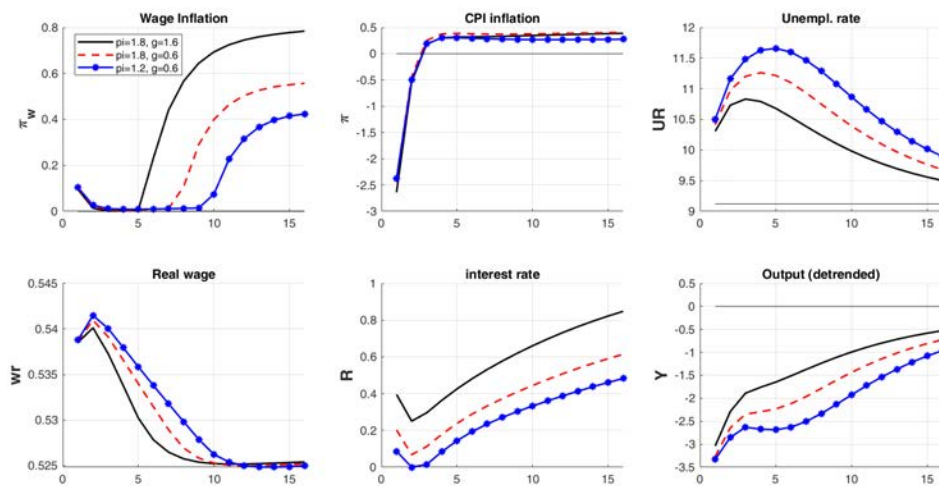 Wage Inflation
0.8
0.6
0.4
0.2
0
π_w
pi=1.8, g=1.6
pi=1.8, g=0.6
pi=1.2, g=0.6
0 5 10 15
CPI inflation
0.5
0
-0.5
-1
-1.5
-2
-2.5
-3
π
0 5 10 15
Unempl. rate
12
11.5
11
10.5
10
9.5
9
UR
0 5 10 15
Real wage
0.545
0.54
0.535
0.53
0.525
wr
0 5 10 15
interest rate
1
0.8
0.6
0.4
0.2
0
R
0 5 10 15
Output (detrended)
0
-0.5
-1
-1.5
-2
-2.5
-3
-3.5
Y
0 5 10 15